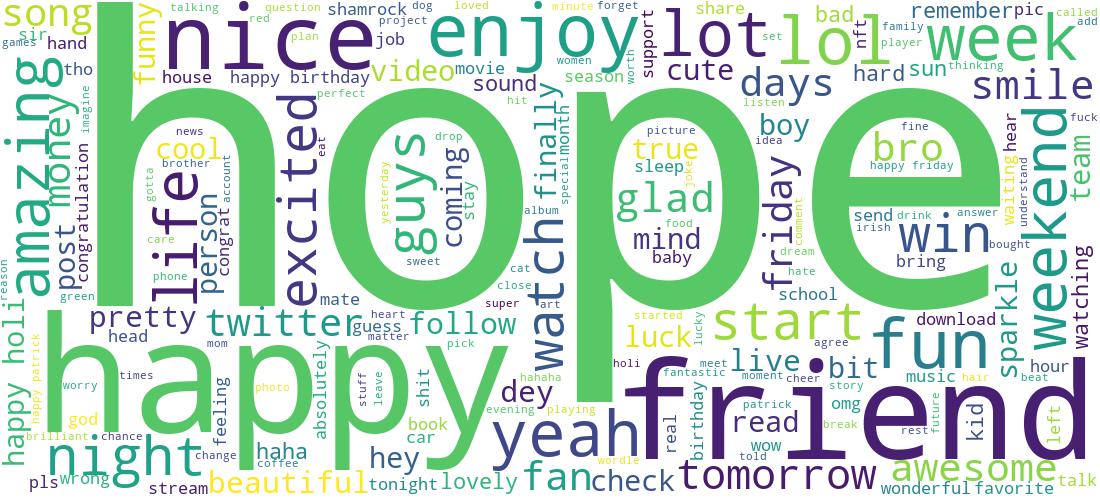 song
sir
games
hand
tho
funny
talking
red
question
plan
nice
house
happy birthday
perfect
shamrock
dog
project
job
video
movie
loved
minute
forget
enjoy
women
worth
sound
season
hit
support
share
lot
set
cute
lol
bad
nft
family
player
remember
pic
called
add
week
hard
sun
thinking
days
smile
listen
amazing
money
imagine
post
congratulation
green
reason
hope
news
cool
brother
gotta
life
account
care
person
congrat
phone
excited
eat
guys
drop
yesterday
coming
stay
sweet
finally
month
special
album
watch
cat
close
super
art
picture
true
idea
sleep
joke
glad
food
mind
baby
boy
friday
comment
dream
hate
school
fine
bro
happy friday
send
drink
answer
irish
win
bought
bring
waiting
hear
understand
fuck
weekend
team
watching
sparkle
happy holi
happy patrick
pretty
head
mom
twitter
mate
heart
guess
matter
follow
pick
started
luck
lucky
start
agree
download
fun
holi
meet
live
fantastic
moment
cheer
bit
music
hair
hour
beat
happy
worry
times
god
brilliant
chance
feeling
photo
absolutely
stuff
leave
shit
hahaha
dey
evening
playing
book
car
yeah
friend
real
birthday
patrick
read
wow
told
omg
story
break
rest
future
kid
left
night
change
haha
coffee
hey
wordle
pls
wrong
stream
beautiful
tonight
lovely
fan
check
tomorrow
awesome
talk
wonderful
favorite